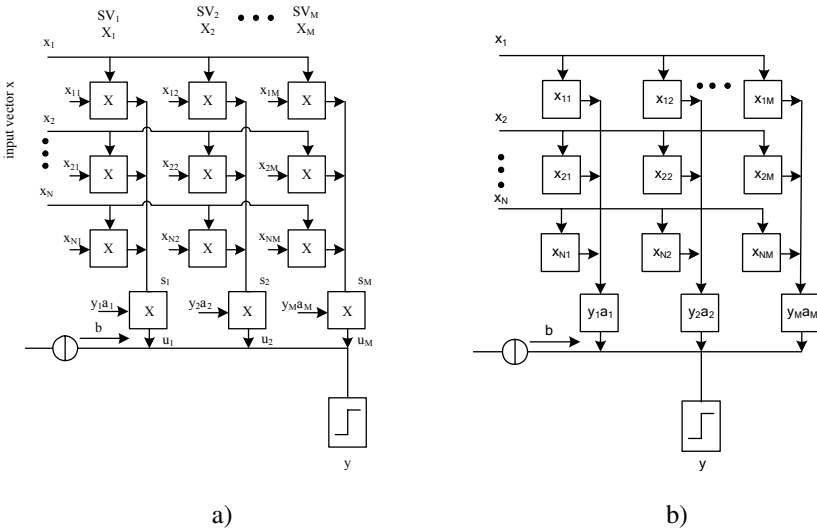 SV1 SV2 SVM
X1 X2 XM
input vector x
x1
x11 X x12 X x1M X
x2
x21 X x22 X x2M X
xN
xN1 X xN2 X xNM X
s1 s2 sM
y1a1 X y2a2 X yMaM X
b
u1 u2 uM
y
a)
x1
x11 x12 x1M
x2
x21 x22 x2M
xN
xN1 xN2 xNM
y1a1 y2a2 yMaM
b
y
b)